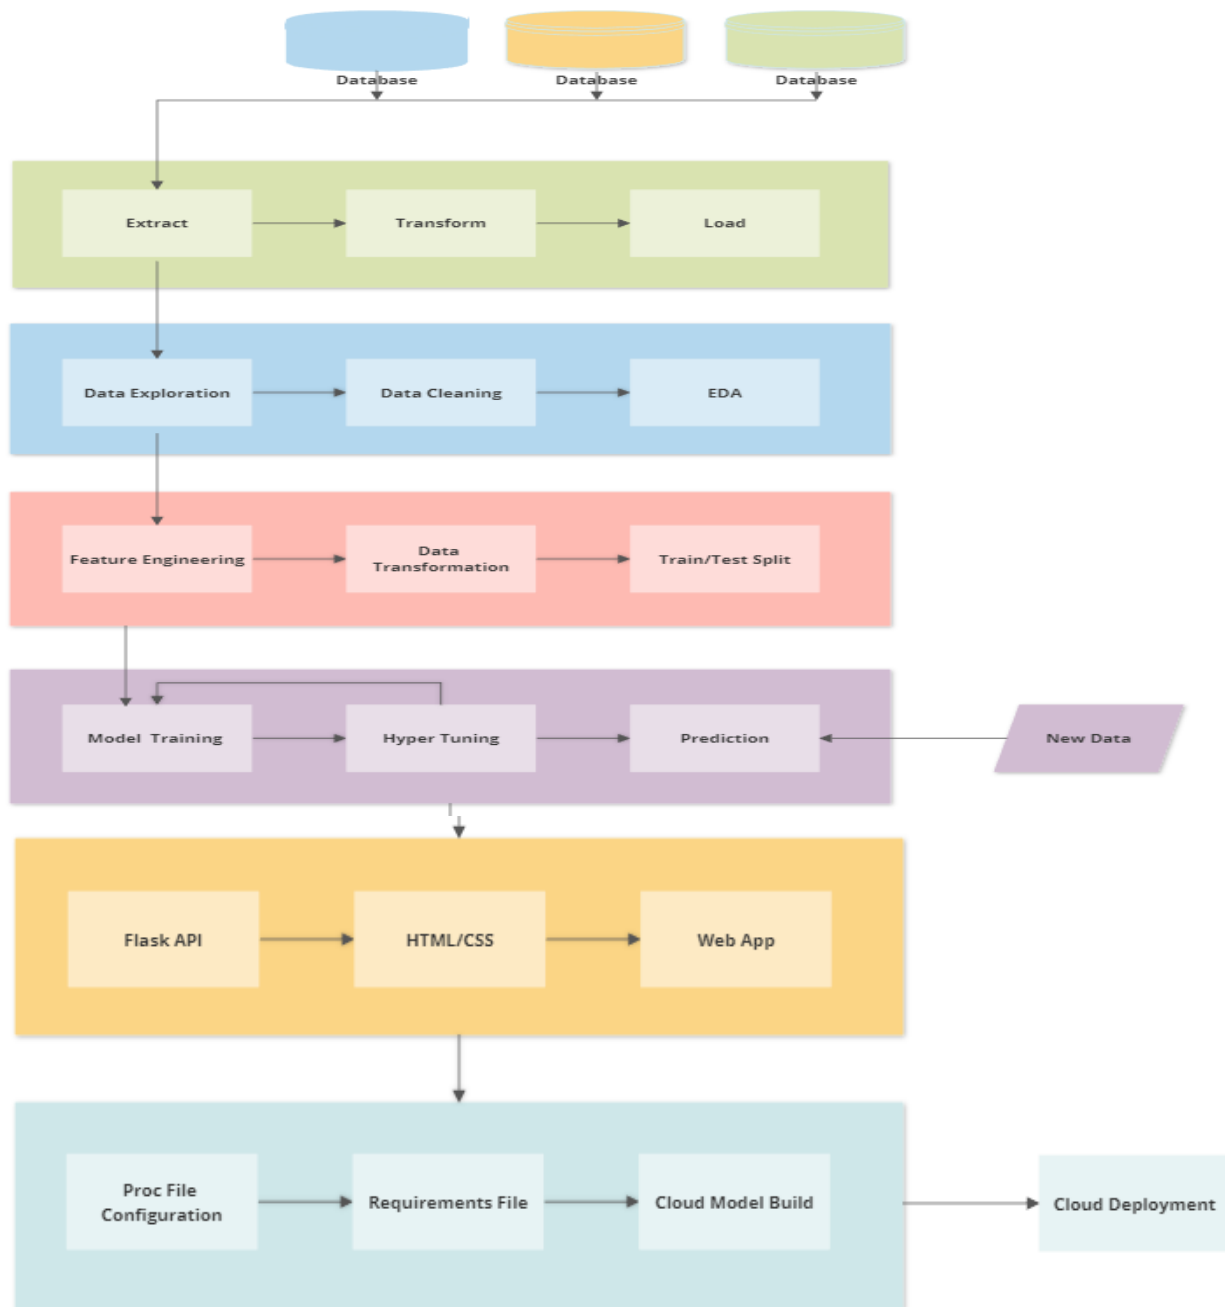 Database
Database
Database
Extract
Transform
Load
Data Exploration
Data Cleaning
EDA
Feature Engineering
Data
Transformation
Train/Test Split
Model  Training
Hyper Tuning
Prediction
New Data
Flask API
HTML/CSS
Web App
Proc File
Configuration
Requirements File
Cloud Model Build
Cloud Deployment